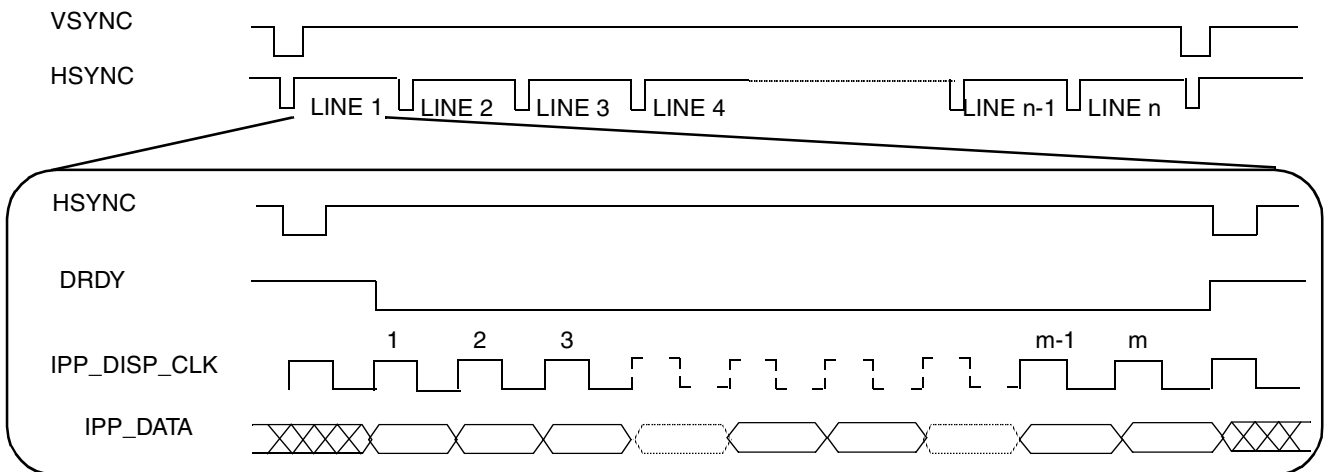 VSYNC
HSYNC
LINE 1 LINE 2 LINE 3 LINE 4 LINE n-1 LINE n
HSYNC
DRDY
1 2 3 m-1 m
IPP_DISP_CLK
IPP_DATA